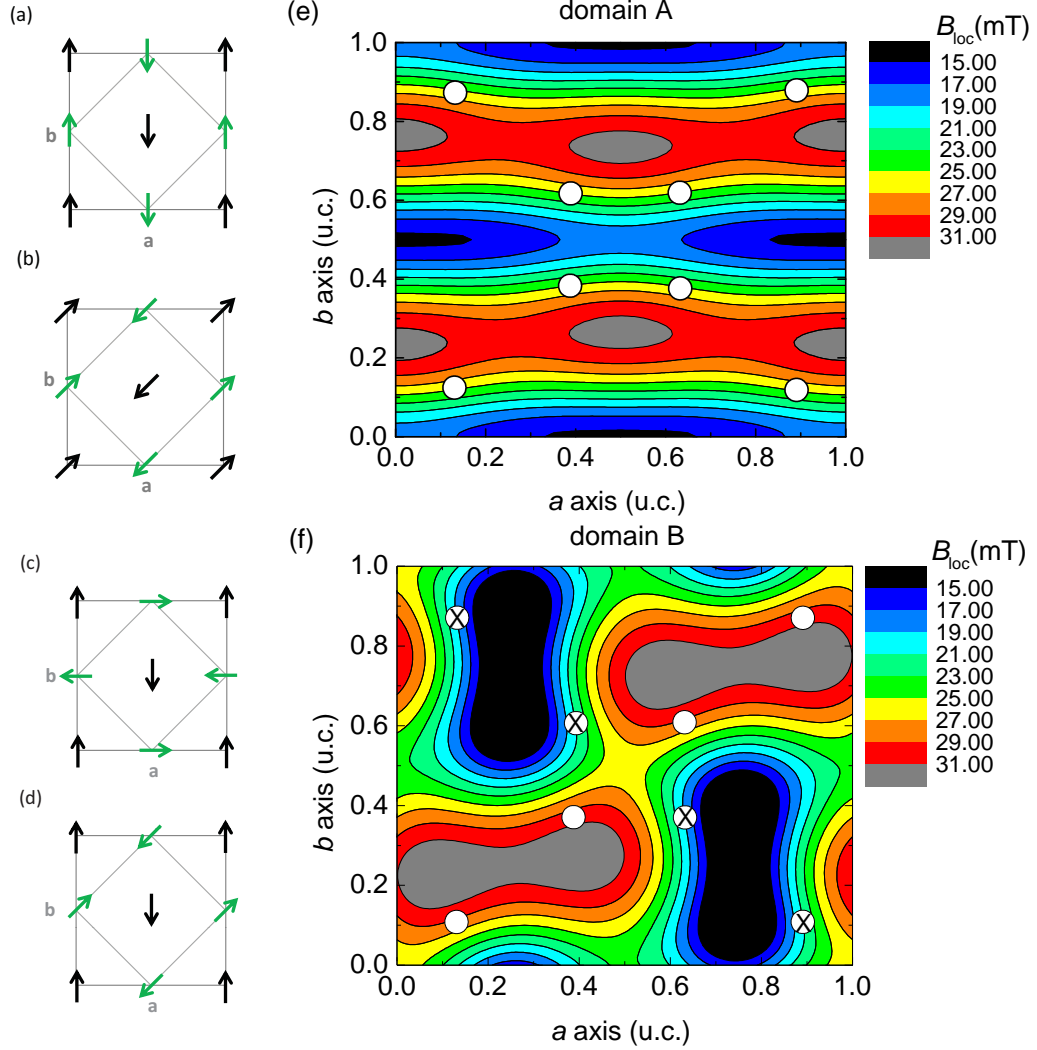 (a)
b
a
(b)
b
a
(c)
b
a
(d)
b
a
(e)
domain A
B_loc(mT)
15.00
17.00
19.00
21.00
23.00
25.00
27.00
29.00
31.00
1.0
0.8
0.6
0.4
0.2
0.0
b axis (u.c.)
0.0 0.2 0.4 0.6 0.8 1.0
a axis (u.c.)
(f)
domain B
B_loc(mT)
15.00
17.00
19.00
21.00
23.00
25.00
27.00
29.00
31.00
1.0
0.8
0.6
0.4
0.2
0.0
b axis (u.c.)
X
X
X
X
0.0 0.2 0.4 0.6 0.8 1.0
a axis (u.c.)